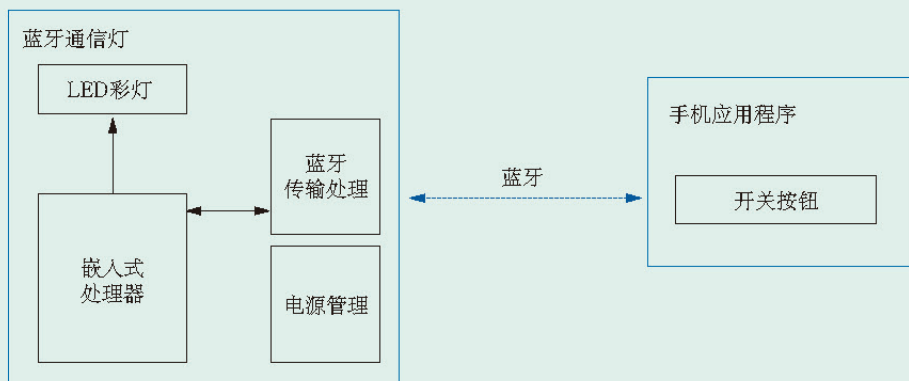 蓝牙通信灯
LED彩灯
蓝牙
传输处理
嵌入式
处理器
电源管理
蓝牙
手机应用程序
开关按钮